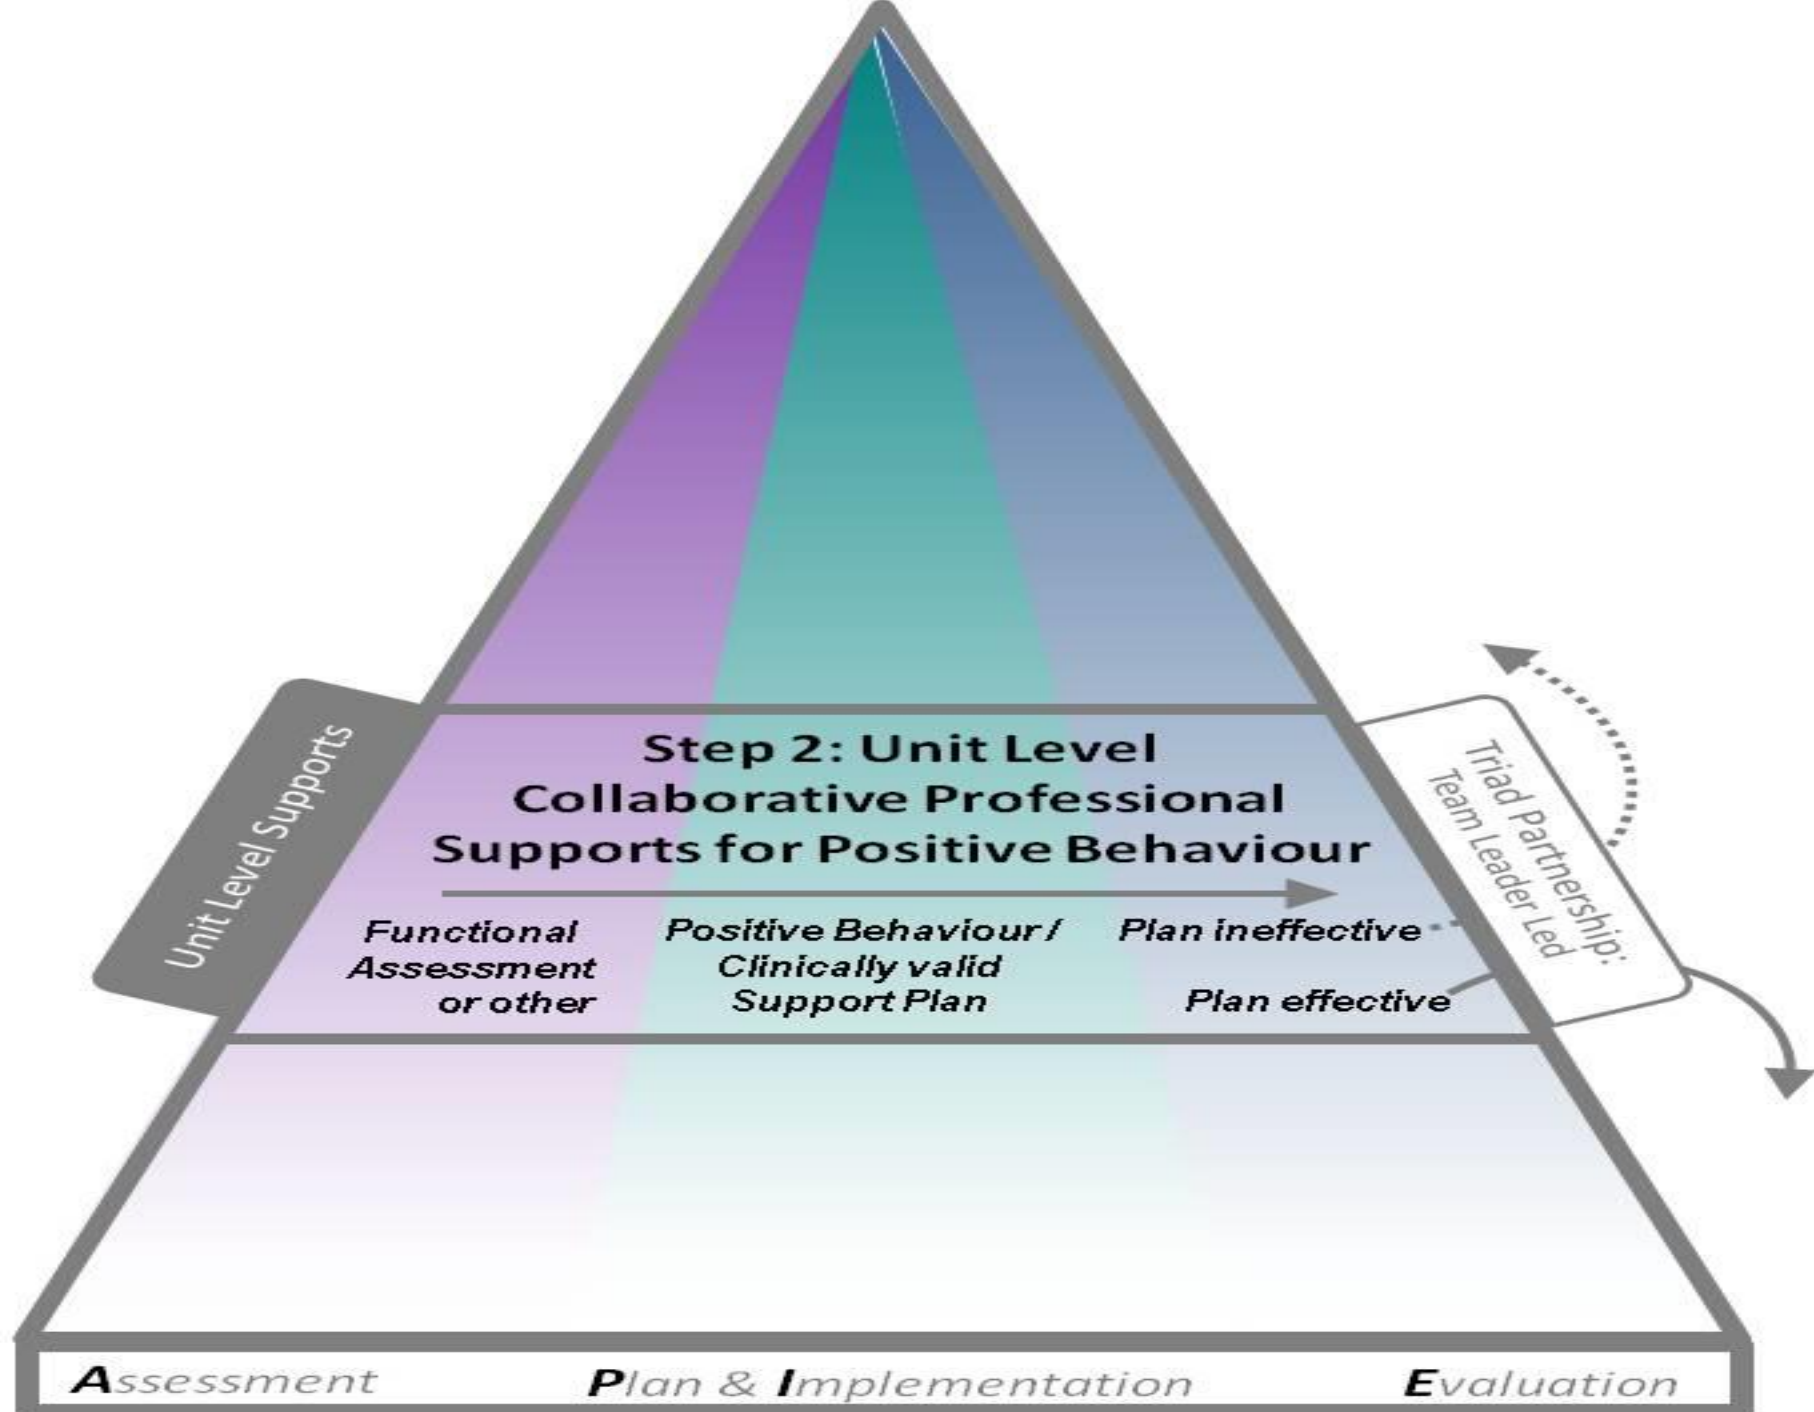 Step 2: Unit Level
Collaborative Professional
Supports for Positive Behaviour
Unit Level Supports
Functional
Assessment
or other
Positive Behaviour /
Clinically valid
Support Plan
Plan ineffective
Plan effective
Triad Partnership:
Team Leader Led
Assessment
Plan & Implementation
Evaluation